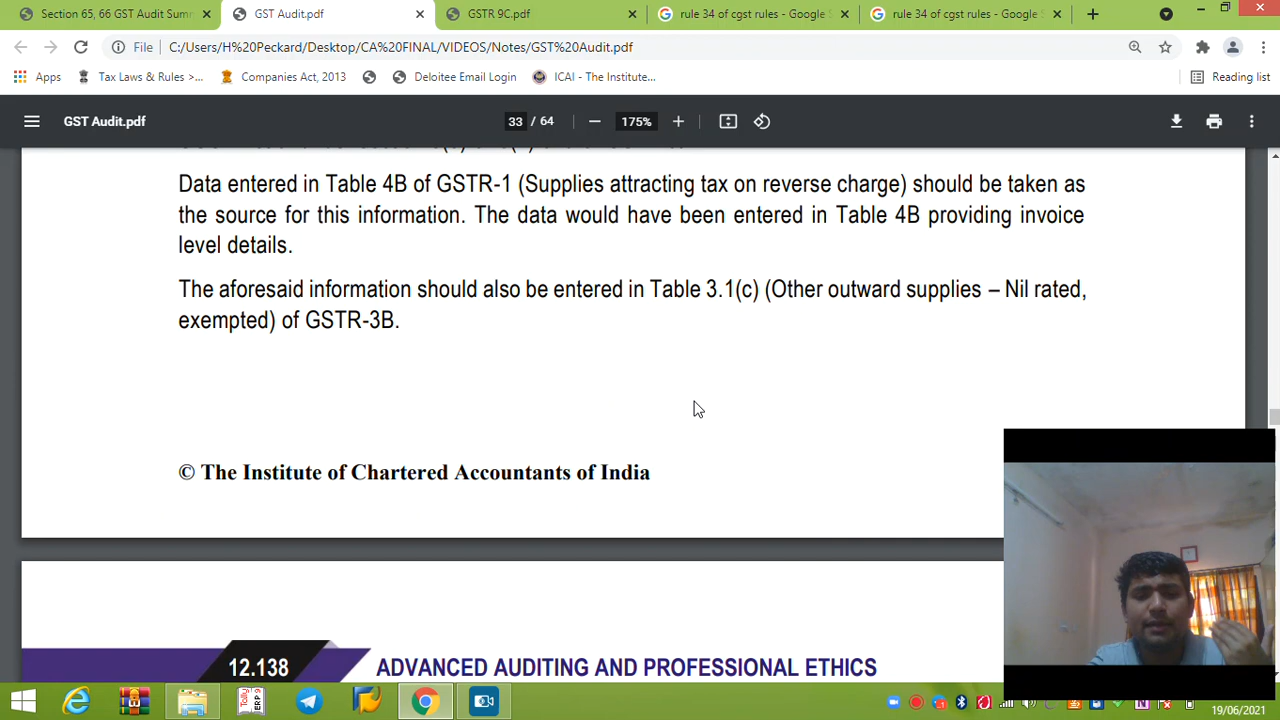 Section 65, 66 GST Audit Summ
GST Audit.pdf
GSTR 9C.pdf
rule 34 of cgst rules - Google S
rule 34 of cgst rules - Google S
File
C:/Users/H%20Peckard/Desktop/CA%20FINAL/VIDEOS/Notes/GST%20Audit.pdf
Apps
Tax Laws & Rules >...
Companies Act, 2013
Deloitee Email Login
ICAI - The Institute...
Reading list
GST Audit.pdf
33 / 64
175%
Data entered in Table 4B of GSTR-1 (Supplies attracting tax on reverse charge) should be taken as
the source for this information. The data would have been entered in Table 4B providing invoice
level details.
The aforesaid information should also be entered in Table 3.1(c) (Other outward supplies – Nil rated,
exempted) of GSTR-3B.
© The Institute of Chartered Accountants of India
12.138
ADVANCED AUDITING AND PROFESSIONAL ETHICS
19/06/2021